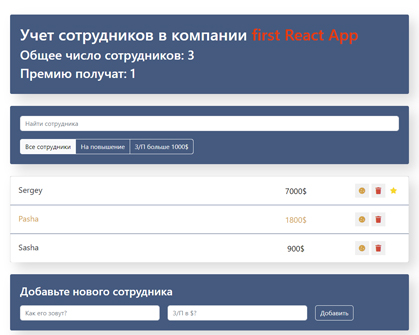 Учет сотрудников в компании first React App
Общее число сотрудников: 3
Премию получат: 1
Найти сотрудника
Все сотрудники На повышение З/П больше 1000$
Sergey 7000$
Pasha 1800$
Sasha 900$
Добавьте нового сотрудника
Как его зовут? З/П в $? Добавить